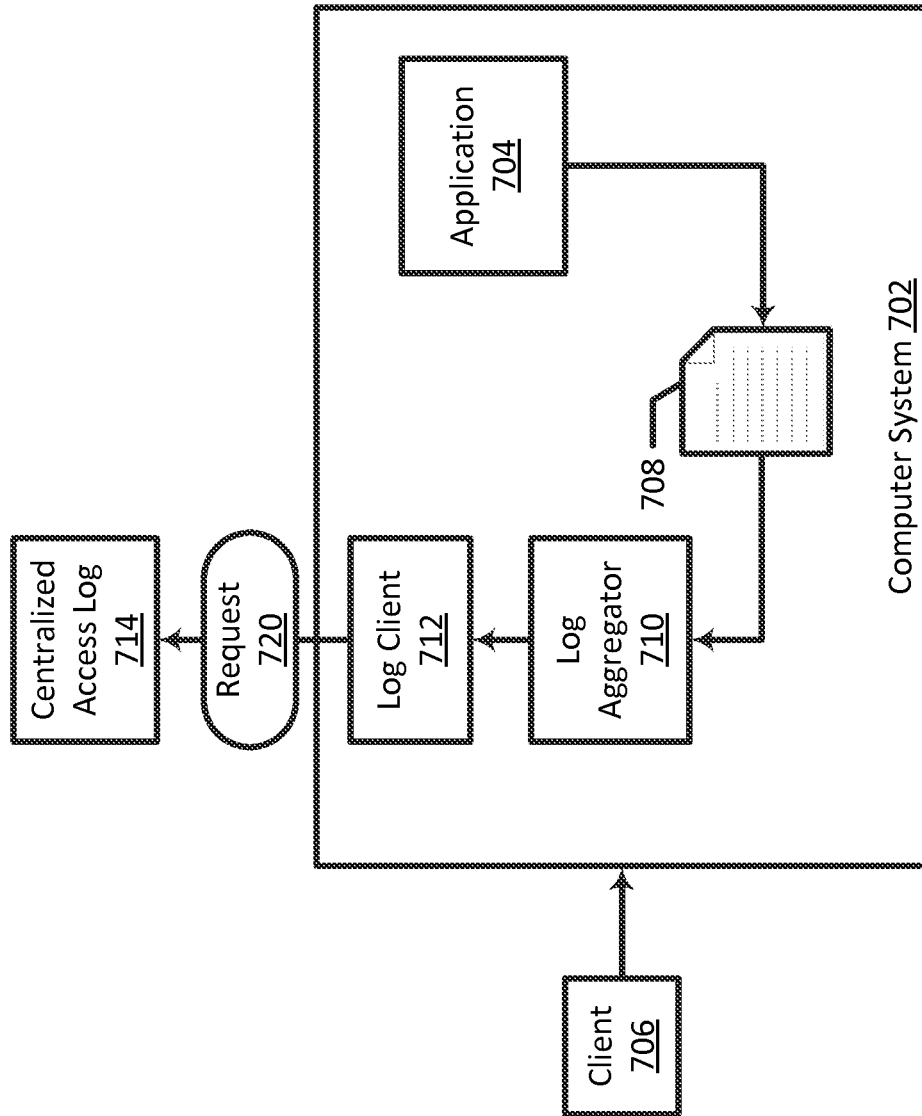 Centralized
Access Log
714
Request
720
Log Client
712
Log
Aggregator
710
Application
704
708
Client
706
Computer System 702